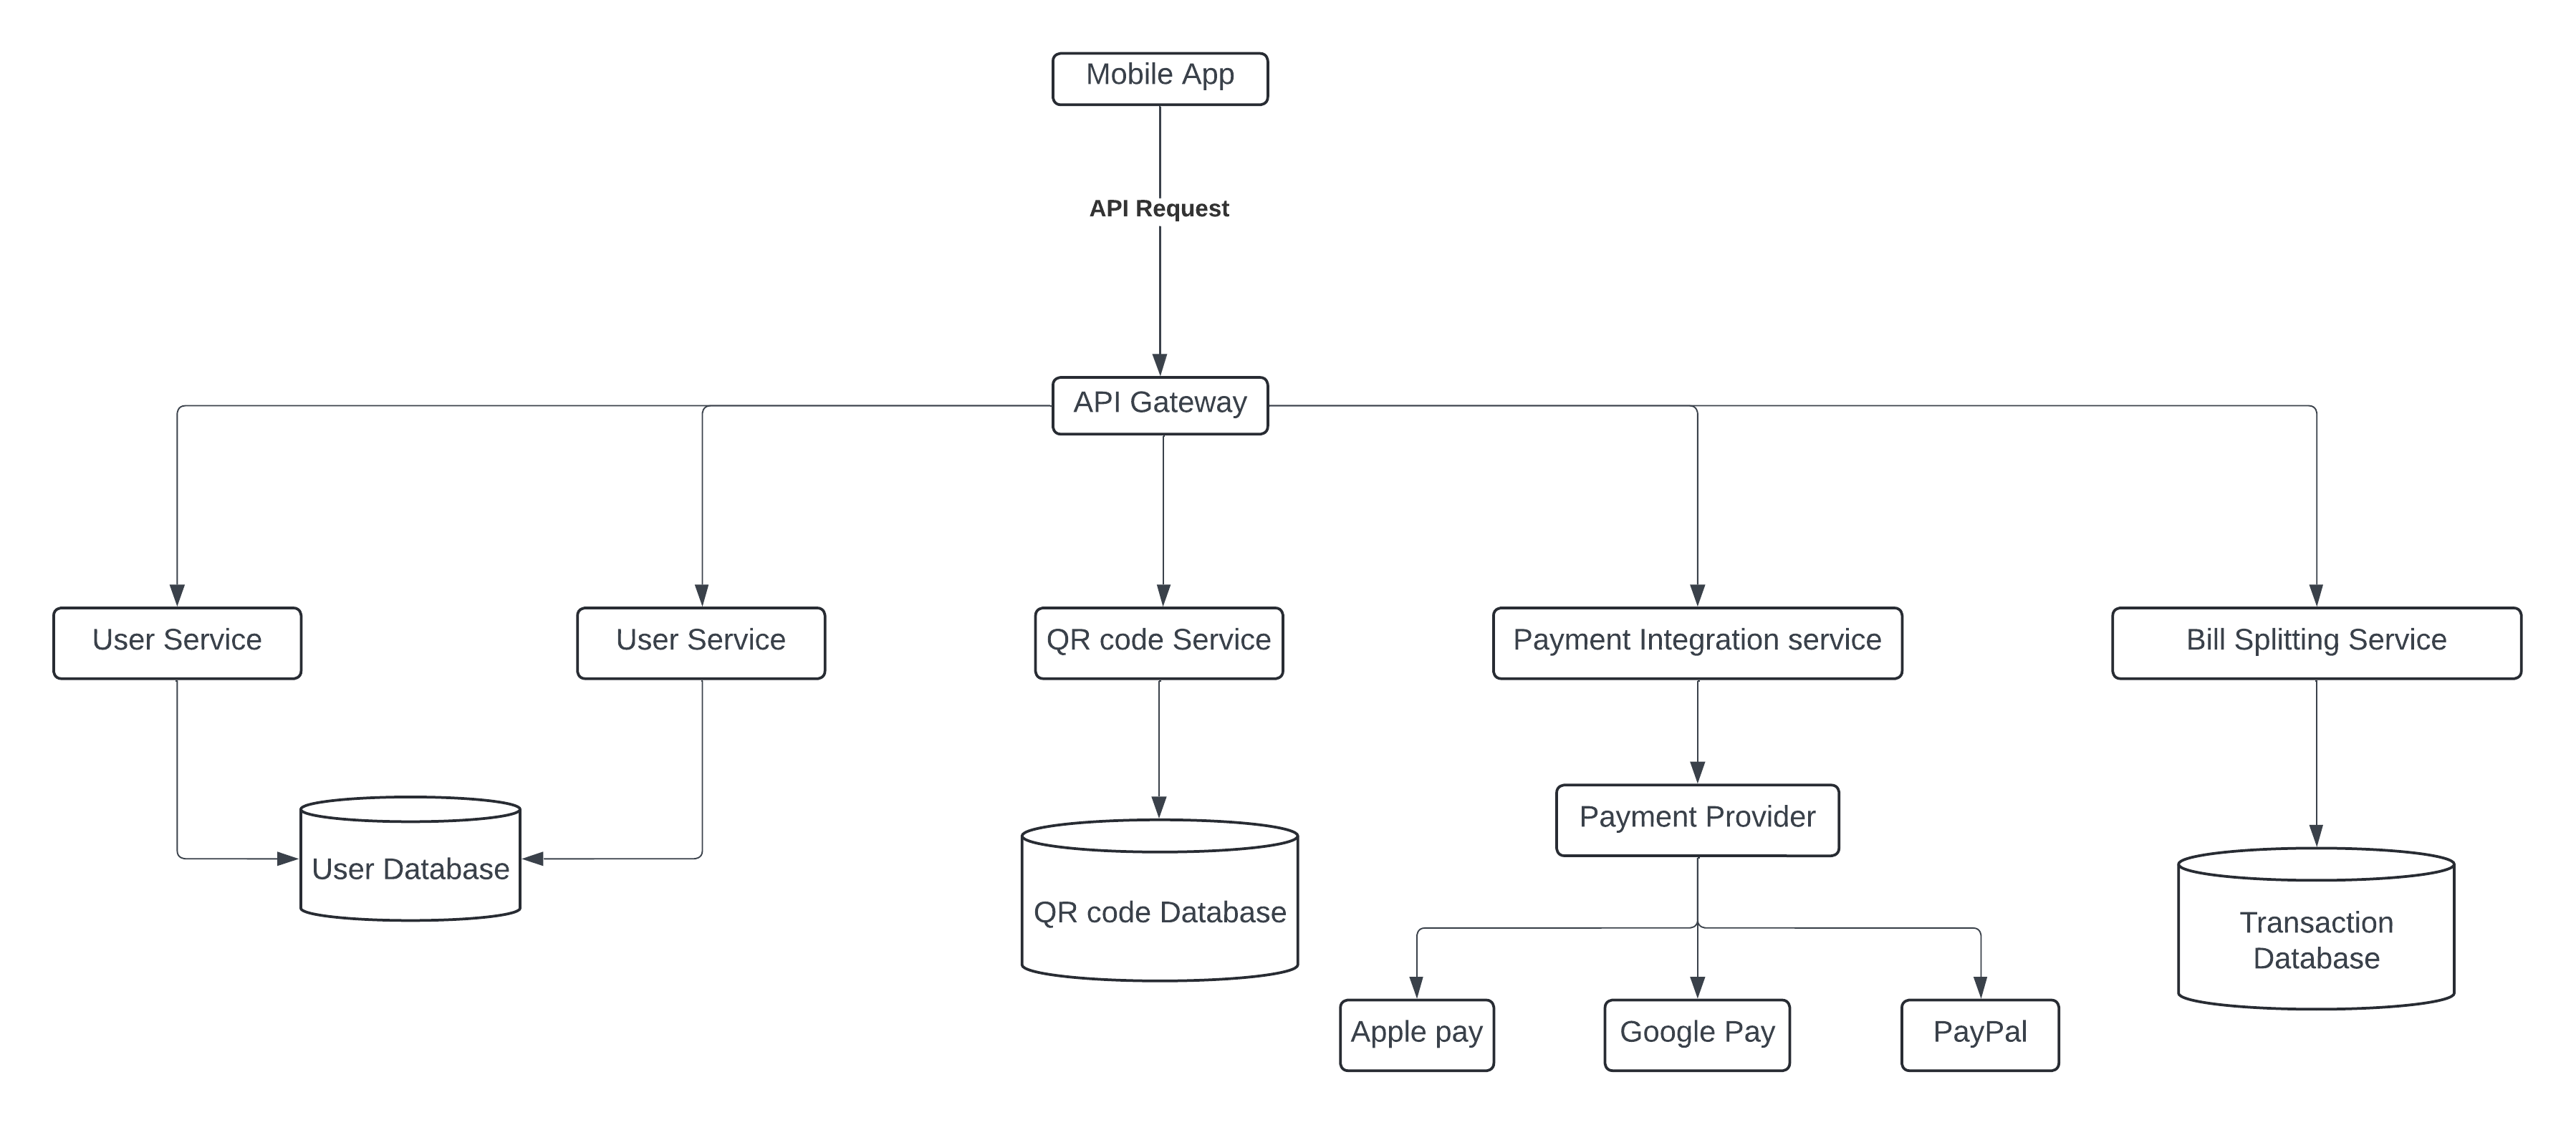 Mobile App
API Request
API Gateway
User Service
User Service
QR code Service
Payment Integration service
Bill Splitting Service
Payment Provider
User Database
QR code Database
Transaction
Database
Apple pay
Google Pay
PayPal